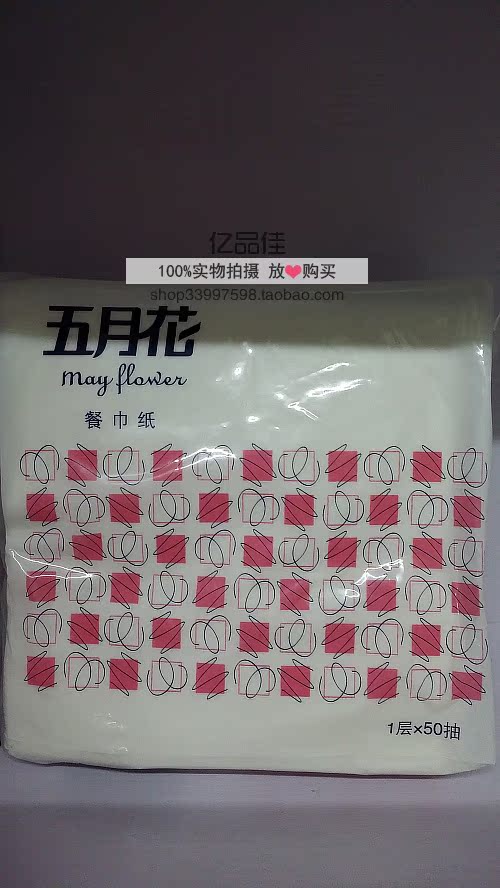 亿品佳
100%实物拍摄 放❤购买
shop33997598.taobao.com
五月花
May flower
餐巾纸
1层×50抽